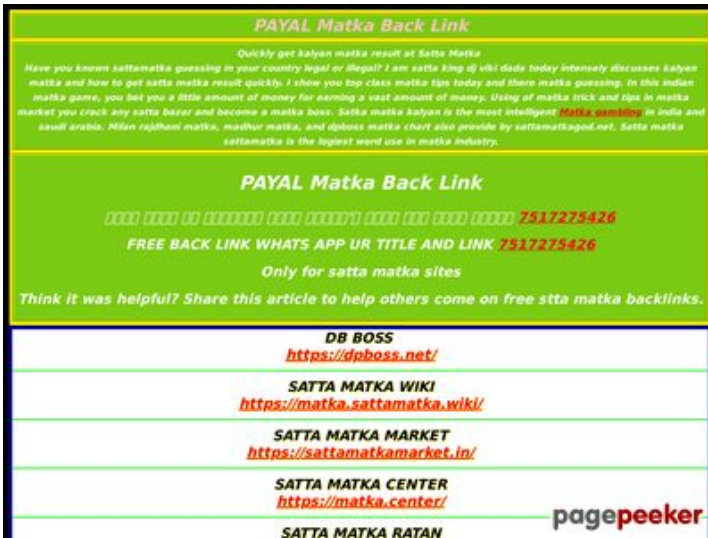 PAYAL Matka Back Link
Quickly get kalyan matka result at Satta Matka
Have you known sattamatka guessing in your country legal or illegal? I am satta king dj viki dada today intensely discusses kalyan
matka and how to get satta matka result quickly. I show you top class matka tips today and there matka guessing. In this indian
matka game, you bet you a little amount of money for earning a vast amount of money. Using of matka trick and tips in matka
market you crack any satta bazar and become a matka boss. Satka matka kalyan is the most intelligent Matka gambling in india and
saudi arabia. Milan rajdhani matka, madhur matka, and dpboss matka chart also provide by sattamatkagod.net. Satta matka
sattamatka is the logiest word use in matka industry.
PAYAL Matka Back Link
7517275426
FREE BACK LINK WHATS APP UR TITLE AND LINK 7517275426
Only for satta matka sites
Think it was helpful? Share this article to help others come on free stta matka backlinks.
DB BOSS
https://dpboss.net/
SATTA MATKA WIKI
https://matka.sattamatka.wiki/
SATTA MATKA MARKET
https://sattamatkamarket.in/
SATTA MATKA CENTER
https://matka.center/
SATTA MATKA RATAN
pagepeeker